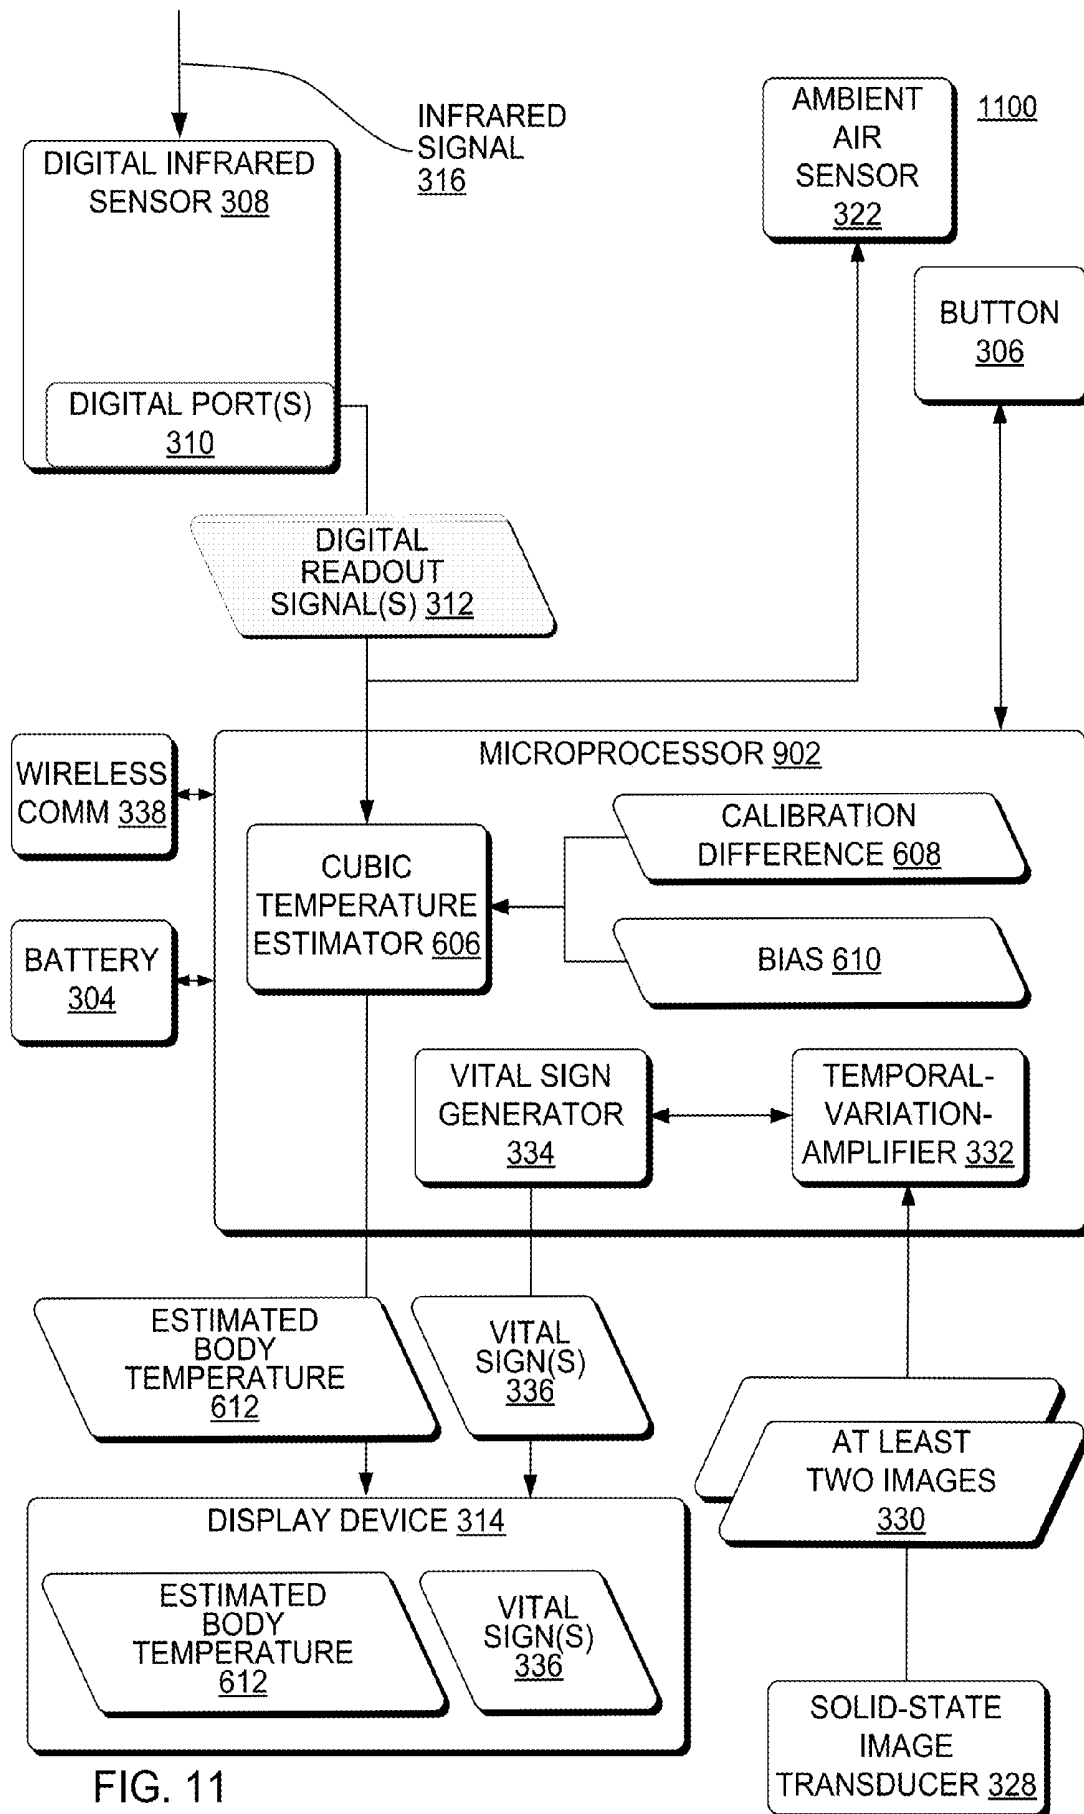 INFRARED
SIGNAL
316
AMBIENT
AIR
SENSOR
322
1100
DIGITAL INFRARED
SENSOR 308
BUTTON
306
DIGITAL PORT(S)
310
DIGITAL
READOUT
SIGNAL(S) 312
MICROPROCESSOR 902
WIRELESS
COMM 338
CALIBRATION
DIFFERENCE 608
CUBIC
TEMPERATURE
ESTIMATOR 606
BATTERY
304
BIAS 610
VITAL SIGN
GENERATOR
334
TEMPORAL-
VARIATION-
AMPLIFIER 332
ESTIMATED
BODY
TEMPERATURE
612
VITAL
SIGN(S)
336
AT LEAST
TWO IMAGES
330
DISPLAY DEVICE 314
ESTIMATED
BODY
TEMPERATURE
612
VITAL
SIGN(S)
336
SOLID-STATE
IMAGE
TRANSDUCER 328
FIG. 11